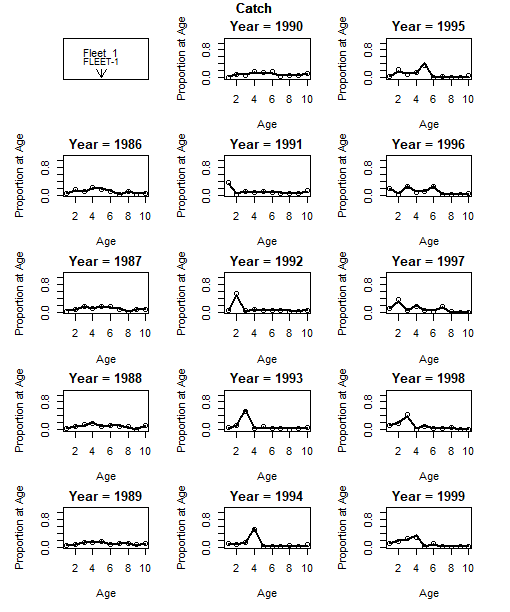 Catch
Fleet 1
FLEET-1
Year = 1986
Proportion at Age
0.8
0.0
2 4 6 8 10
Age
Year = 1987
Proportion at Age
0.8
0.0
2 4 6 8 10
Age
Year = 1988
Proportion at Age
0.8
0.0
2 4 6 8 10
Age
Year = 1989
Proportion at Age
0.8
0.0
2 4 6 8 10
Age
Year = 1990
Proportion at Age
0.8
0.0
2 4 6 8 10
Age
Year = 1991
Proportion at Age
0.8
0.0
2 4 6 8 10
Age
Year = 1992
Proportion at Age
0.8
0.0
2 4 6 8 10
Age
Year = 1993
Proportion at Age
0.8
0.0
2 4 6 8 10
Age
Year = 1994
Proportion at Age
0.8
0.0
2 4 6 8 10
Age
Year = 1995
Proportion at Age
0.8
0.0
2 4 6 8 10
Age
Year = 1996
Proportion at Age
0.8
0.0
2 4 6 8 10
Age
Year = 1997
Proportion at Age
0.8
0.0
2 4 6 8 10
Age
Year = 1998
Proportion at Age
0.8
0.0
2 4 6 8 10
Age
Year = 1999
Proportion at Age
0.8
0.0
2 4 6 8 10
Age